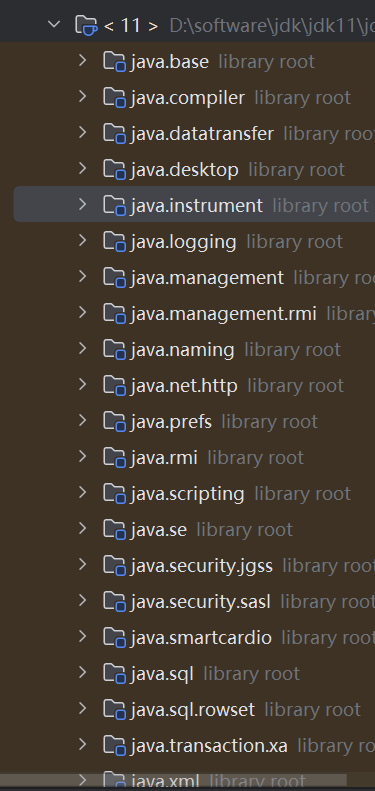 < 11 > D:\software\jdk\jdk11\j
java.base library root
java.compiler library root
java.datatransfer library root
java.desktop library root
java.instrument library root
java.logging library root
java.management library ro
java.management.rmi library
java.naming library root
java.net.http library root
java.prefs library root
java.rmi library root
java.scripting library root
java.se library root
java.security.jgss library root
java.security.sasl library root
java.smartcardio library root
java.sql library root
java.sql.rowset library root
java.transaction.xa library ro
java.xml library root